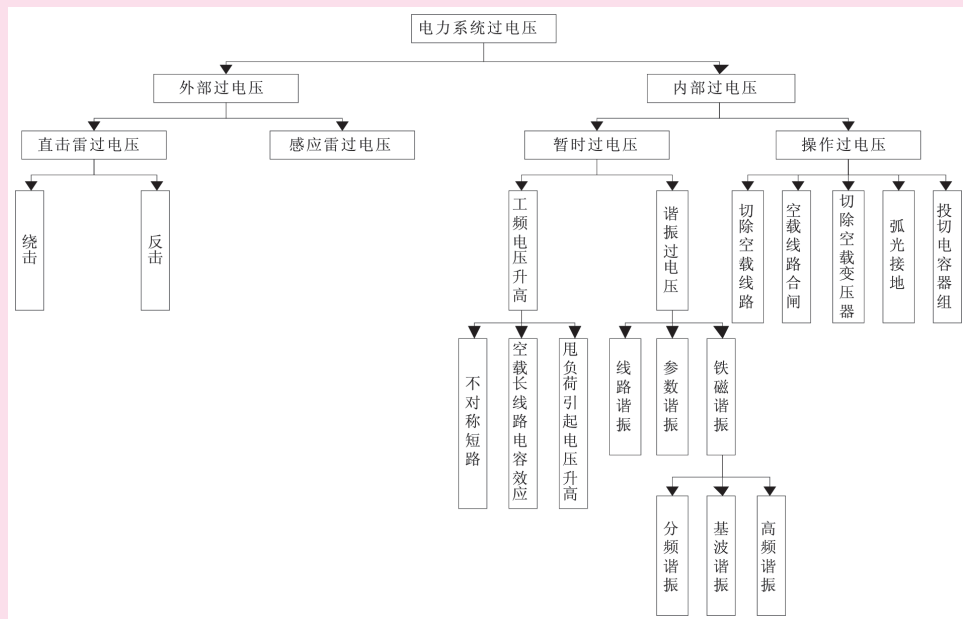 电力系统过电压
外部过电压
内部过电压
直击雷过电压
感应雷过电压
暂时过电压
操作过电压
绕击
反击
工频电压升高
谐振过电压
切除空载线路
空载线路合闸
切除空载变压器
弧光接地
投切电容器组
不对称短路
空载长线路电容效应
甩负荷引起电压升高
线路谐振
参数谐振
铁磁谐振
分频谐振
基波谐振
高频谐振